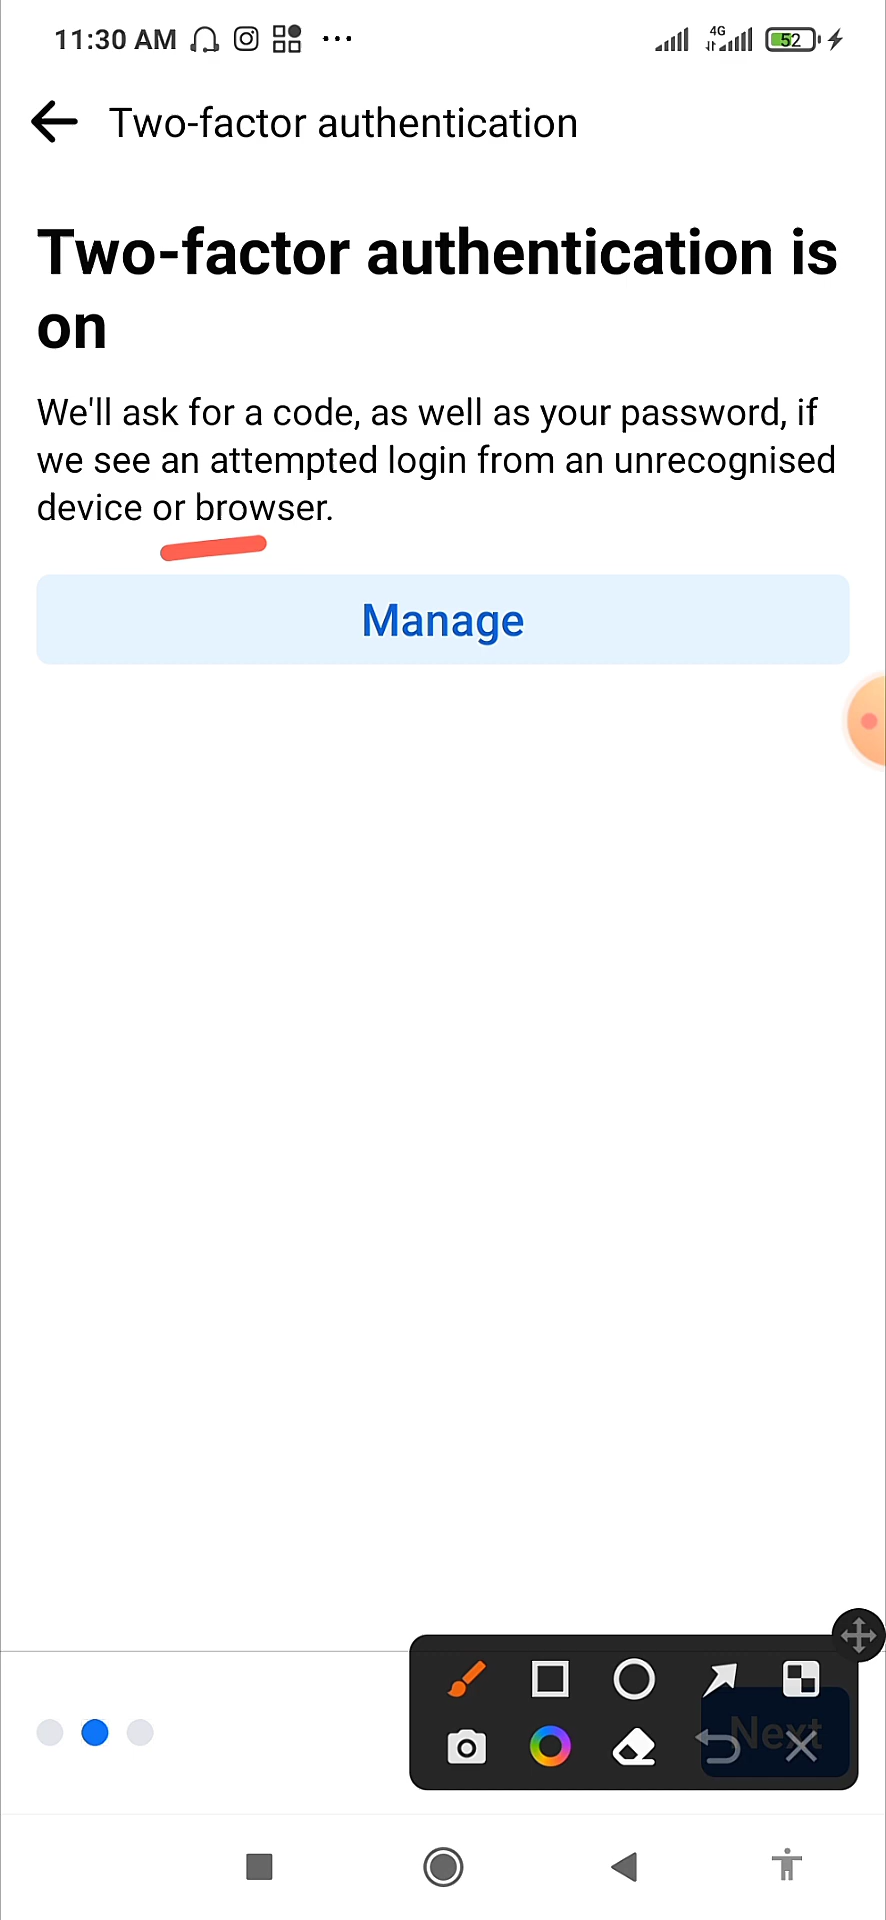 11:30 AM
4G
52
Two-factor authentication
Two-factor authentication is
on
We'll ask for a code, as well as your password, if
we see an attempted login from an unrecognised
device or browser.
Manage
Next